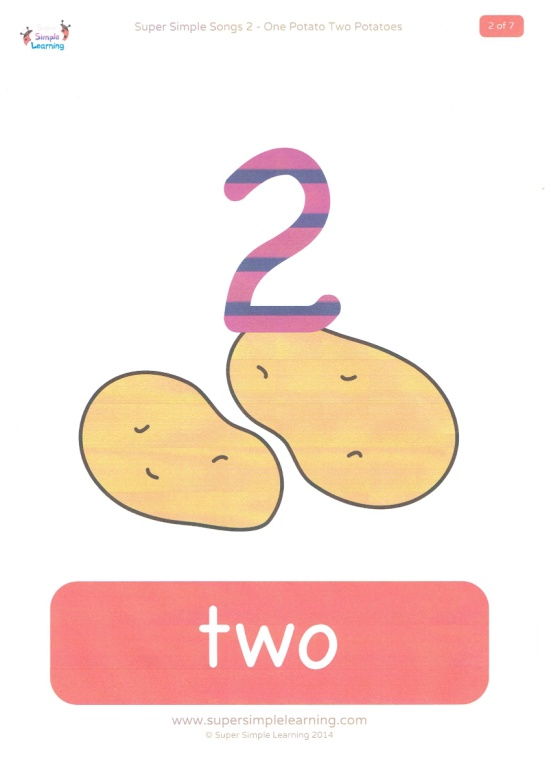 Super Simple Songs 2 - One Potato Two Potatoes
2 of 7
Simple
Learning
2
two
www.supersimplelearning.com
© Super Simple Learning 2014